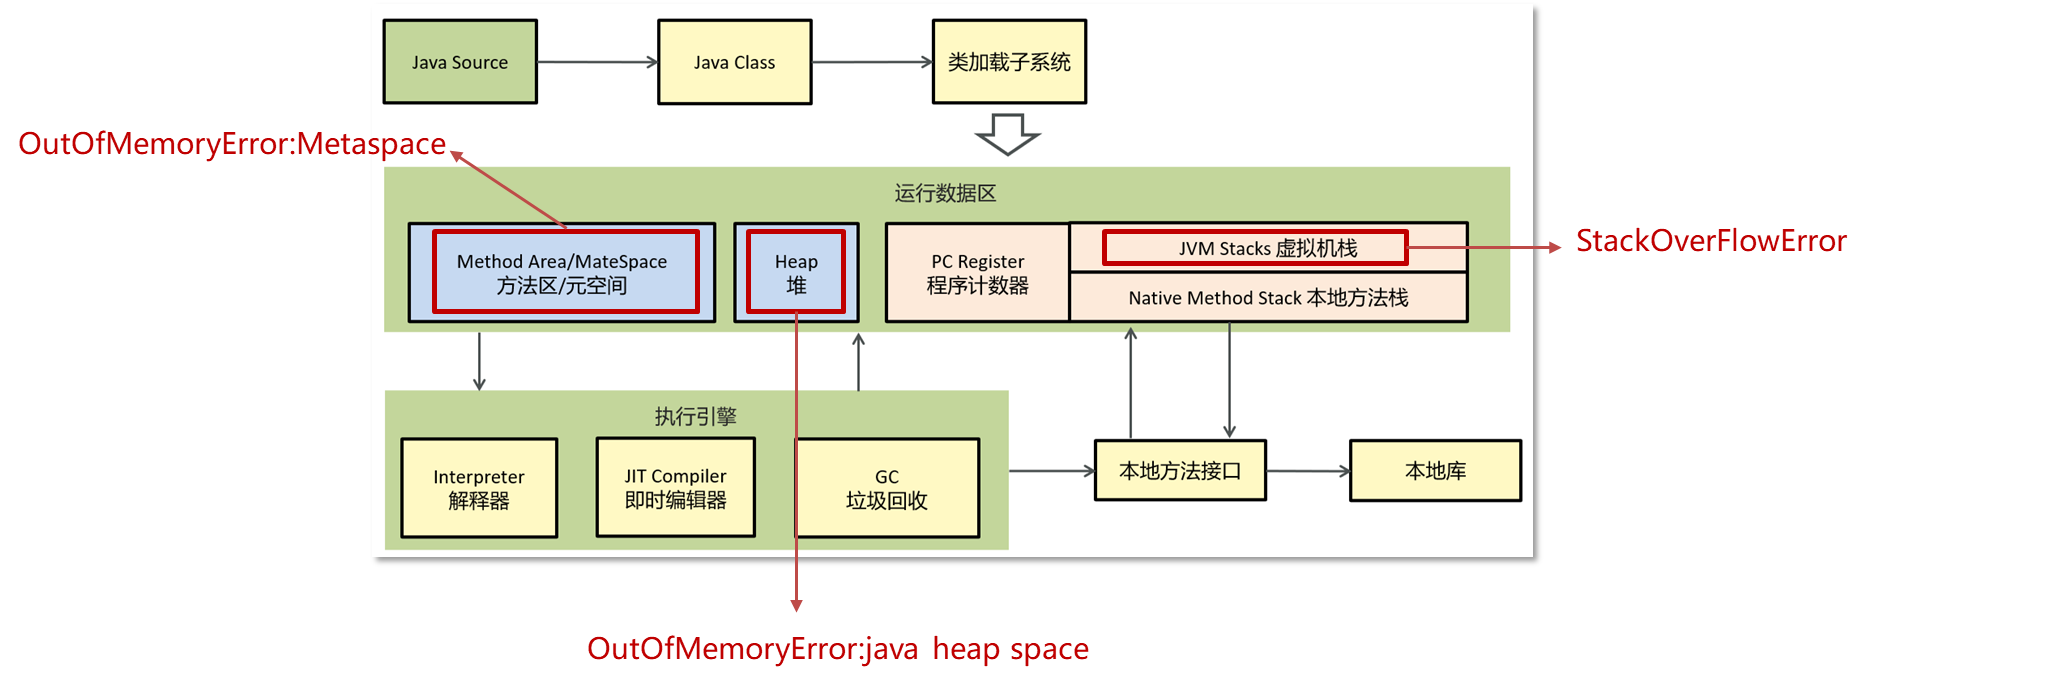 Java Source
Java Class
类加载子系统
OutOfMemoryError:Metaspace
运行数据区
Method Area/MateSpace
方法区/元空间
Heap
堆
PC Register
程序计数器
JVM Stacks 虚拟机栈
Native Method Stack 本地方法栈
StackOverFlowError
执行引擎
Interpreter
解释器
JIT Compiler
即时编辑器
GC
垃圾回收
本地方法接口
本地库
OutOfMemoryError:java heap space